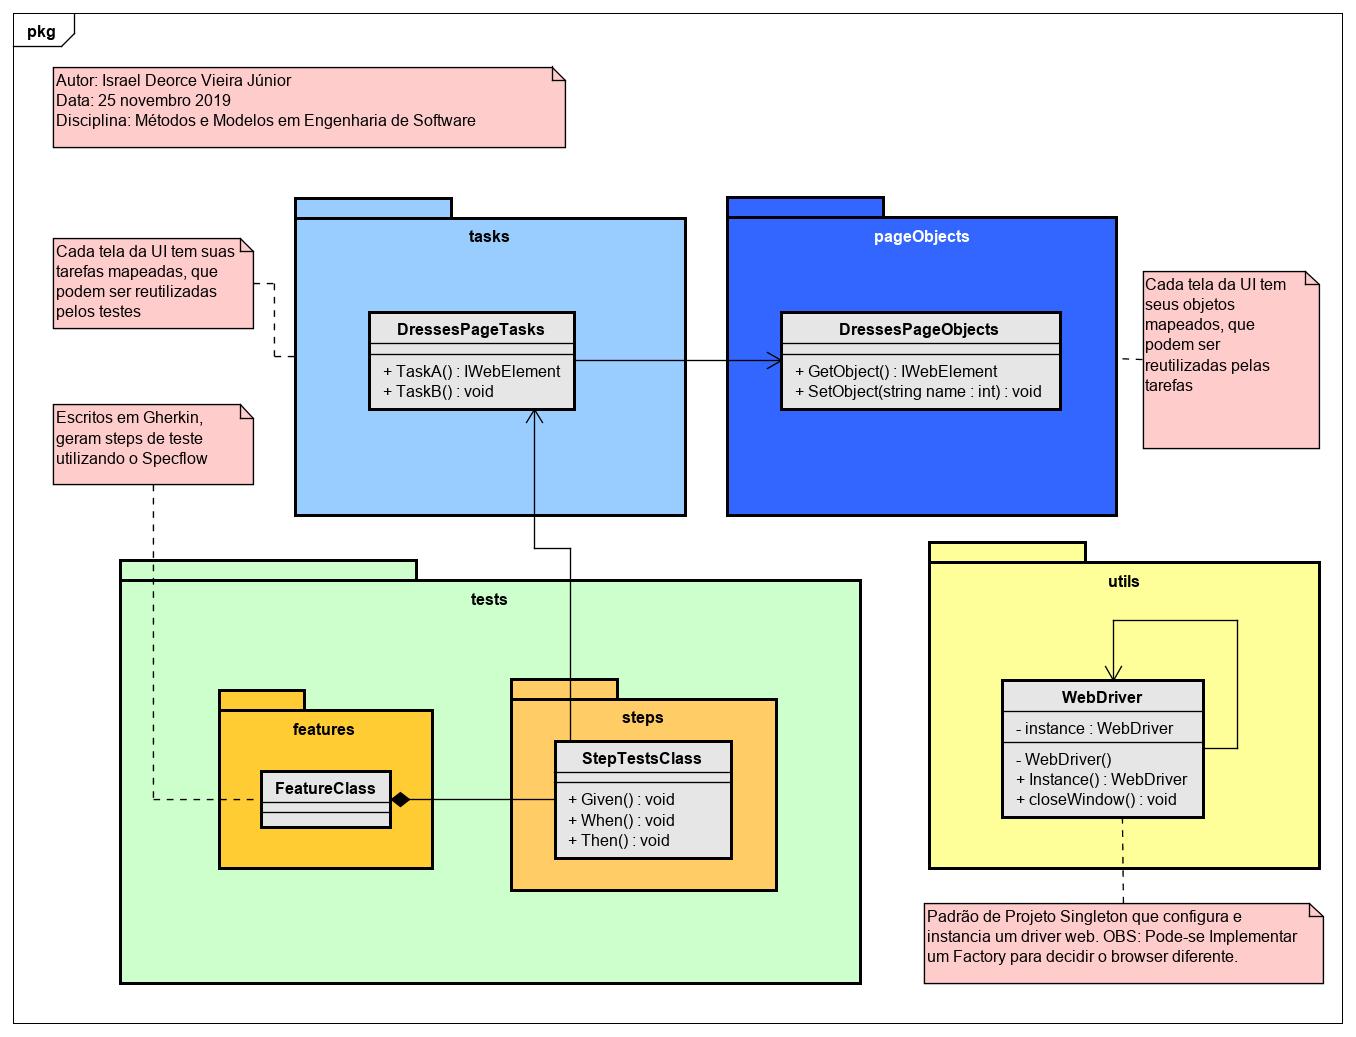 pkg
Autor: Israel Deorce Vieira Júnior
Data: 25 novembro 2019
Disciplina: Métodos e Modelos em Engenharia de Software
tasks
pageObjects
Cada tela da UI tem suas
tarefas mapeadas, que
podem ser reutilizadas
pelos testes
Cada tela da UI tem
seus objetos
mapeados, que
podem ser
reutilizadas pelas
tarefas
DressesPageTasks
+ TaskA() : IWebElement
+ TaskB() : void
DressesPageObjects
+ GetObject() : IWebElement
+ SetObject(string name : int) : void
Escritos em Gherkin,
geram steps de teste
utilizando o Specflow
tests
utils
features
FeatureClass
steps
StepTestsClass
+ Given() : void
+ When() : void
+ Then() : void
WebDriver
- instance : WebDriver
- WebDriver()
+ Instance() : WebDriver
+ closeWindow() : void
Padrão de Projeto Singleton que configura e
instancia um driver web. OBS: Pode-se Implementar
um Factory para decidir o browser diferente.